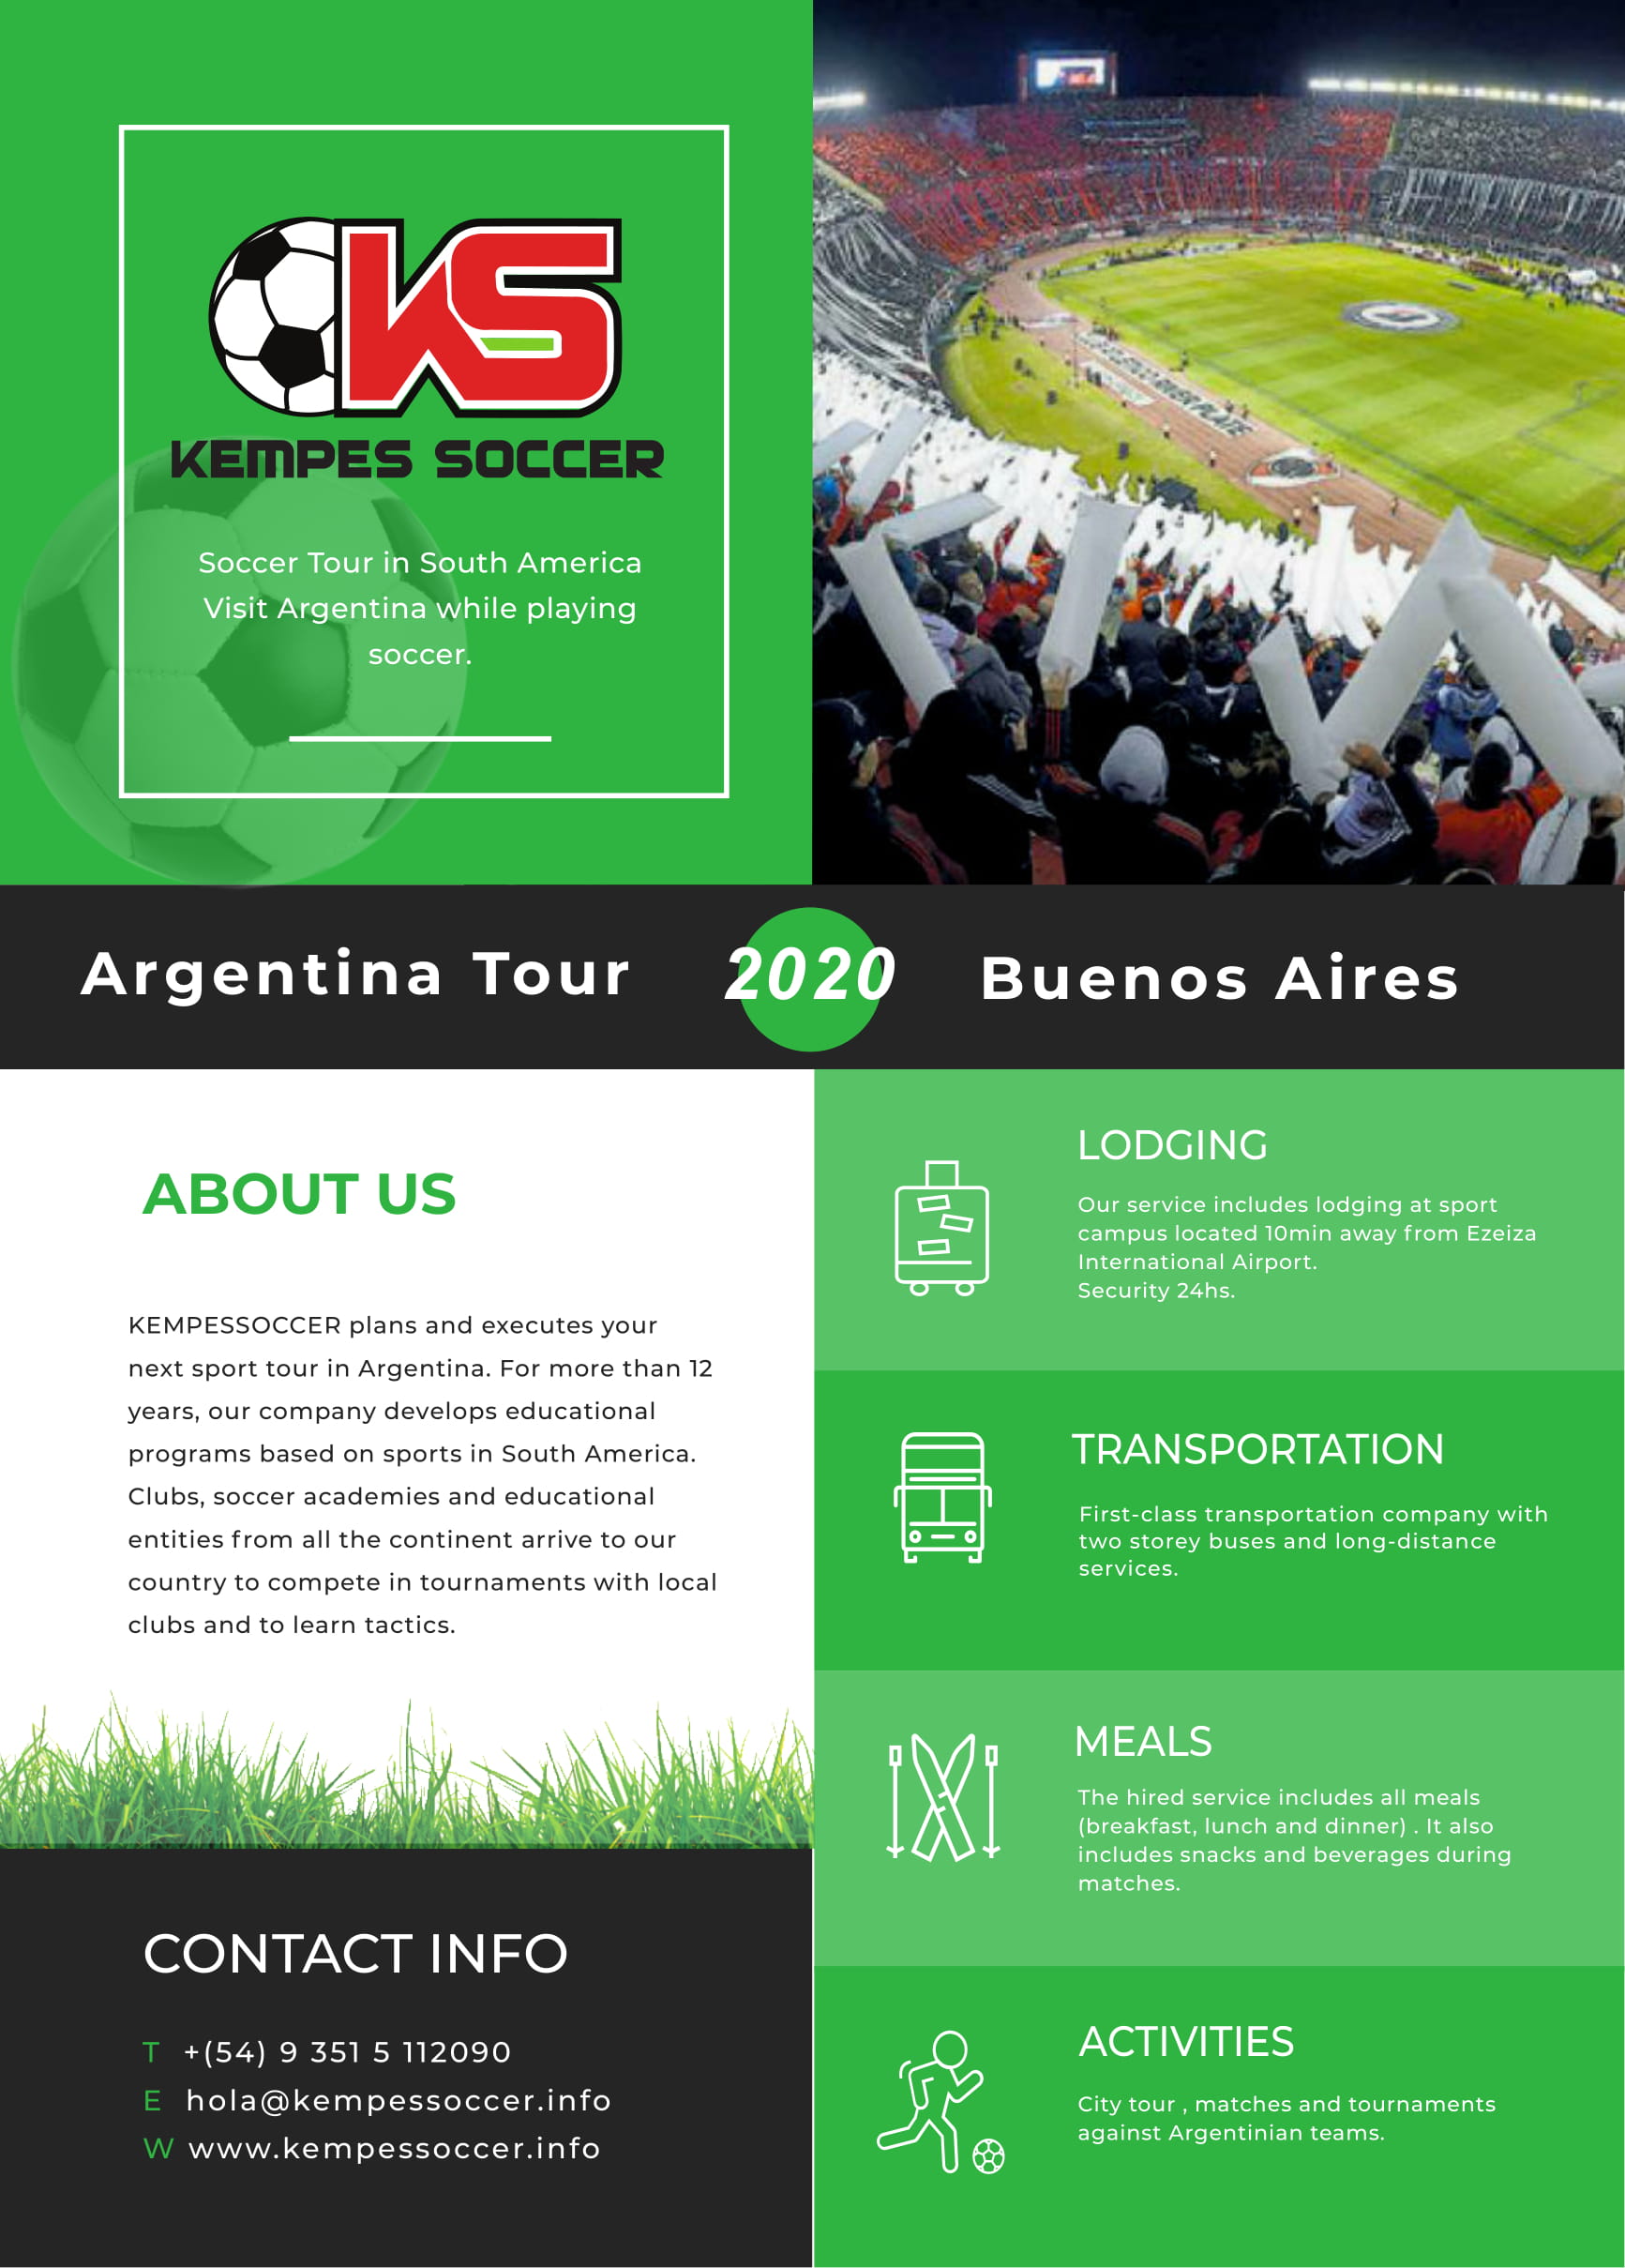 KS
KEMPES SOCCER
Soccer Tour in South America
Visit Argentina while playing
soccer.
Argentina Tour
2020
Buenos Aires
ABOUT US
KEMPESSOCCER plans and executes your
next sport tour in Argentina. For more than 12
years, our company develops educational
programs based on sports in South America.
Clubs, soccer academies and educational
entities from all the continent arrive to our
country to compete in tournaments with local
clubs and to learn tactics.
CONTACT INFO
T +(54) 9 351 5 112090
E hola@kempessoccer.info
W www.kempessoccer.info
LODGING
Our service includes lodging at sport
campus located 10min away from Ezeiza
International Airport.
Security 24hs.
TRANSPORTATION
First-class transportation company with
two storey buses and long-distance
services.
MEALS
The hired service includes all meals
(breakfast, lunch and dinner) . It also
includes snacks and beverages during
matches.
ACTIVITIES
City tour , matches and tournaments
against Argentinian teams.